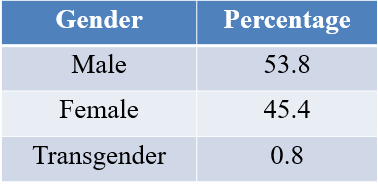 Gender Percentage
Male 53.8
Female 45.4
Transgender 0.8